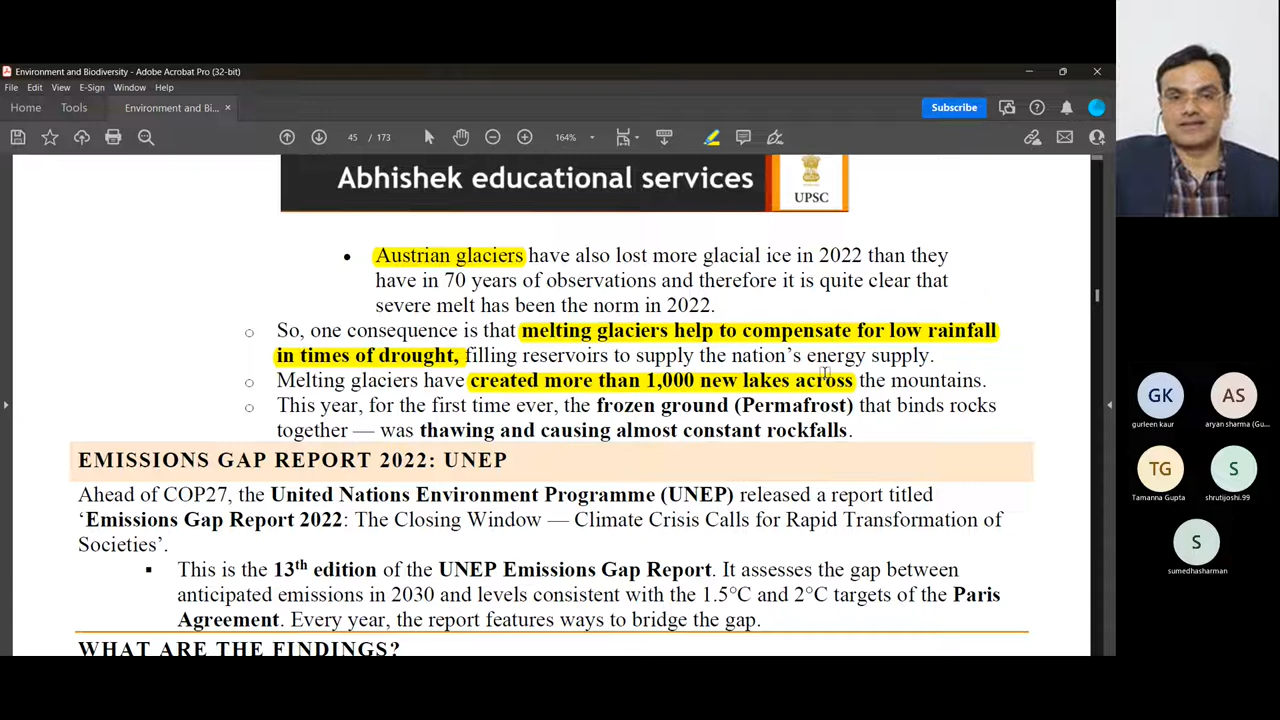 Environment and Biodiversity - Adobe Acrobat Pro (32-bit)
File Edit View E-Sign Window Help
Home Tools Environment and Bi... × Subscribe
45 / 173 164%
Abhishek educational services
UPSC
• Austrian glaciers have also lost more glacial ice in 2022 than they
have in 70 years of observations and therefore it is quite clear that
severe melt has been the norm in 2022.
○ So, one consequence is that melting glaciers help to compensate for low rainfall
in times of drought, filling reservoirs to supply the nation’s energy supply.
○ Melting glaciers have created more than 1,000 new lakes across the mountains.
○ This year, for the first time ever, the frozen ground (Permafrost) that binds rocks
together — was thawing and causing almost constant rockfalls.
EMISSIONS GAP REPORT 2022: UNEP
Ahead of COP27, the United Nations Environment Programme (UNEP) released a report titled
‘Emissions Gap Report 2022: The Closing Window — Climate Crisis Calls for Rapid Transformation of
Societies’.
▪ This is the 13th edition of the UNEP Emissions Gap Report. It assesses the gap between
anticipated emissions in 2030 and levels consistent with the 1.5°C and 2°C targets of the Paris
Agreement. Every year, the report features ways to bridge the gap.
WHAT ARE THE FINDINGS?
GK AS
gurleen kaur aryan sharma (Gu...
TG S
Tamanna Gupta shrutijoshi.99
S
sumedhasharman